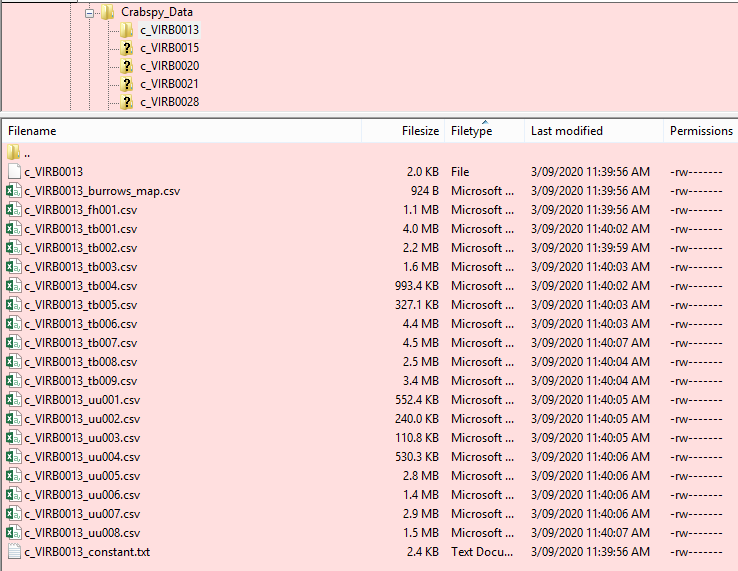 Crabspy_Data
c_VIRB0013
c_VIRB0015
c_VIRB0020
c_VIRB0021
c_VIRB0028
Filename Filesize Filetype Last modified Permissions
..
c_VIRB0013 2.0 KB File 3/09/2020 11:39:56 AM -rw-------
c_VIRB0013_burrows_map.csv 924 B Microsoft ... 3/09/2020 11:39:56 AM -rw-------
c_VIRB0013_fh001.csv 1.1 MB Microsoft ... 3/09/2020 11:39:56 AM -rw-------
c_VIRB0013_tb001.csv 4.0 MB Microsoft ... 3/09/2020 11:40:02 AM -rw-------
c_VIRB0013_tb002.csv 2.2 MB Microsoft ... 3/09/2020 11:39:59 AM -rw-------
c_VIRB0013_tb003.csv 1.6 MB Microsoft ... 3/09/2020 11:40:03 AM -rw-------
c_VIRB0013_tb004.csv 993.4 KB Microsoft ... 3/09/2020 11:40:02 AM -rw-------
c_VIRB0013_tb005.csv 327.1 KB Microsoft ... 3/09/2020 11:40:03 AM -rw-------
c_VIRB0013_tb006.csv 4.4 MB Microsoft ... 3/09/2020 11:40:03 AM -rw-------
c_VIRB0013_tb007.csv 4.5 MB Microsoft ... 3/09/2020 11:40:07 AM -rw-------
c_VIRB0013_tb008.csv 2.5 MB Microsoft ... 3/09/2020 11:40:04 AM -rw-------
c_VIRB0013_tb009.csv 3.4 MB Microsoft ... 3/09/2020 11:40:04 AM -rw-------
c_VIRB0013_uu001.csv 552.4 KB Microsoft ... 3/09/2020 11:40:05 AM -rw-------
c_VIRB0013_uu002.csv 240.0 KB Microsoft ... 3/09/2020 11:40:05 AM -rw-------
c_VIRB0013_uu003.csv 110.8 KB Microsoft ... 3/09/2020 11:40:05 AM -rw-------
c_VIRB0013_uu004.csv 530.3 KB Microsoft ... 3/09/2020 11:40:06 AM -rw-------
c_VIRB0013_uu005.csv 2.8 MB Microsoft ... 3/09/2020 11:40:06 AM -rw-------
c_VIRB0013_uu006.csv 1.4 MB Microsoft ... 3/09/2020 11:40:06 AM -rw-------
c_VIRB0013_uu007.csv 2.9 MB Microsoft ... 3/09/2020 11:40:06 AM -rw-------
c_VIRB0013_uu008.csv 1.5 MB Microsoft ... 3/09/2020 11:40:07 AM -rw-------
c_VIRB0013_constant.txt 2.4 KB Text Docu... 3/09/2020 11:39:56 AM -rw-------